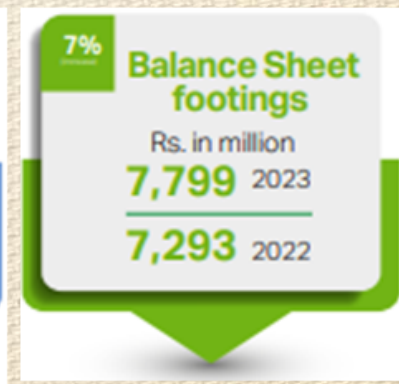 7%
Balance Sheet
footings
Rs. in million
7,799 2023
7,293 2022